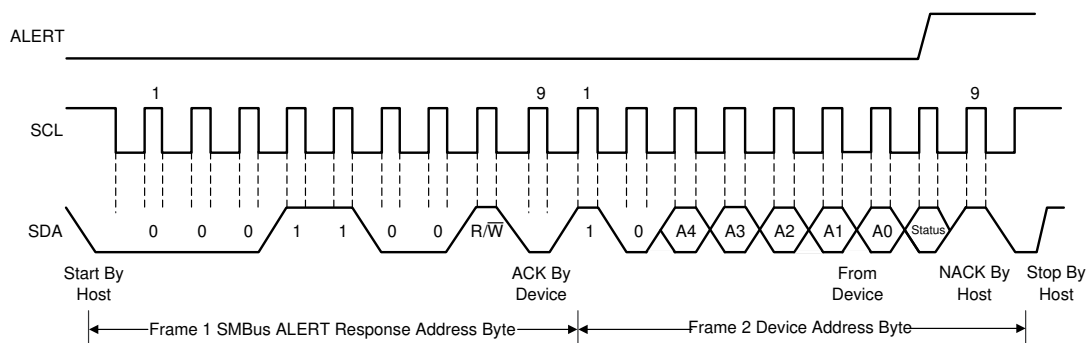 ALERT
1 9 1 9
SCL
SDA
0 0 0 1 1 0 0 R/W̅ 1 0 A4 A3 A2 A1 A0 Status
Start By
Host
ACK By
Device
From
Device
NACK By
Host
Stop By
Host
Frame 1 SMBus ALERT Response Address Byte
Frame 2 Device Address Byte